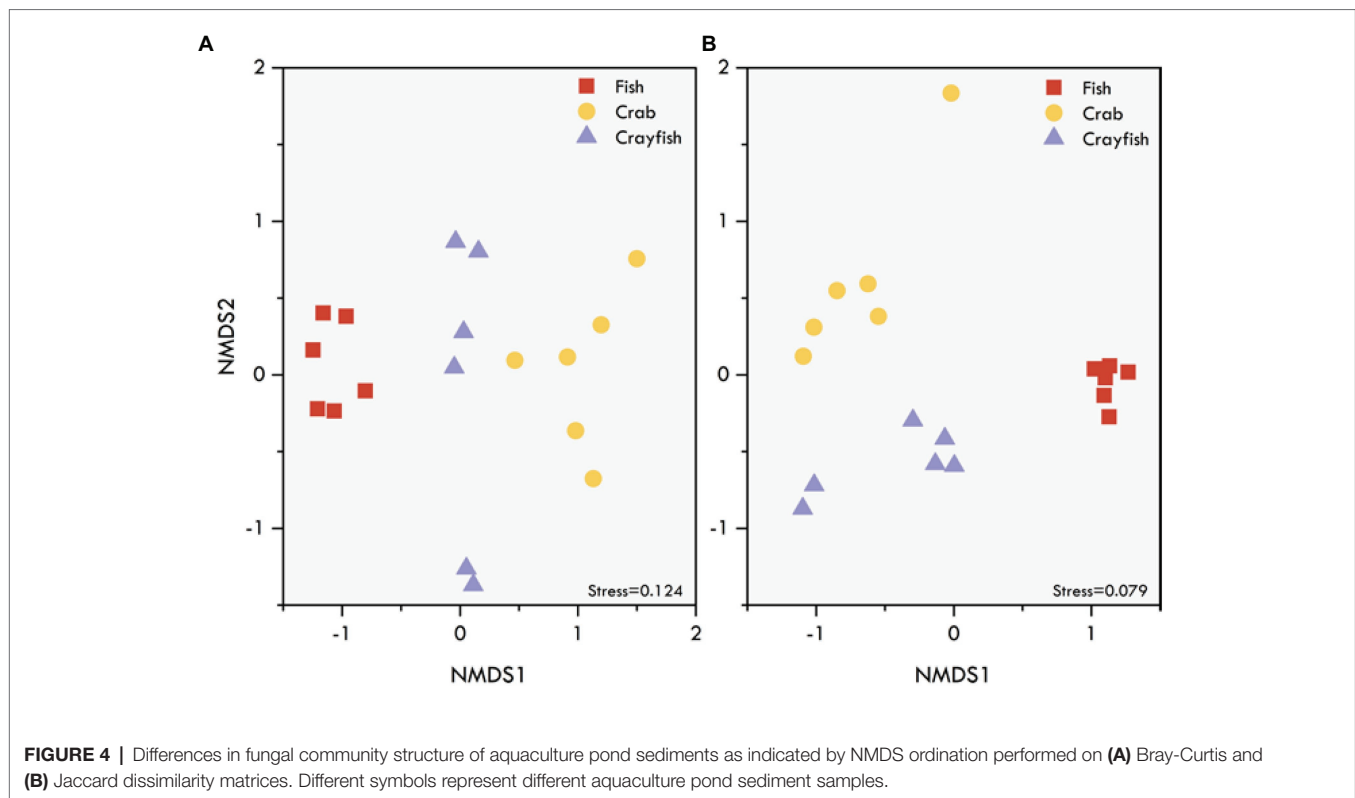 A
B
2
1
0
-1
NMDS2
Fish
Crab
Crayfish
Stress=0.124
-1
0
1
2
NMDS1
2
1
0
-1
Fish
Crab
Crayfish
Stress=0.079
-1
0
1
NMDS1
FIGURE 4 | Differences in fungal community structure of aquaculture pond sediments as indicated by NMDS ordination performed on (A) Bray-Curtis and
(B) Jaccard dissimilarity matrices. Different symbols represent different aquaculture pond sediment samples.